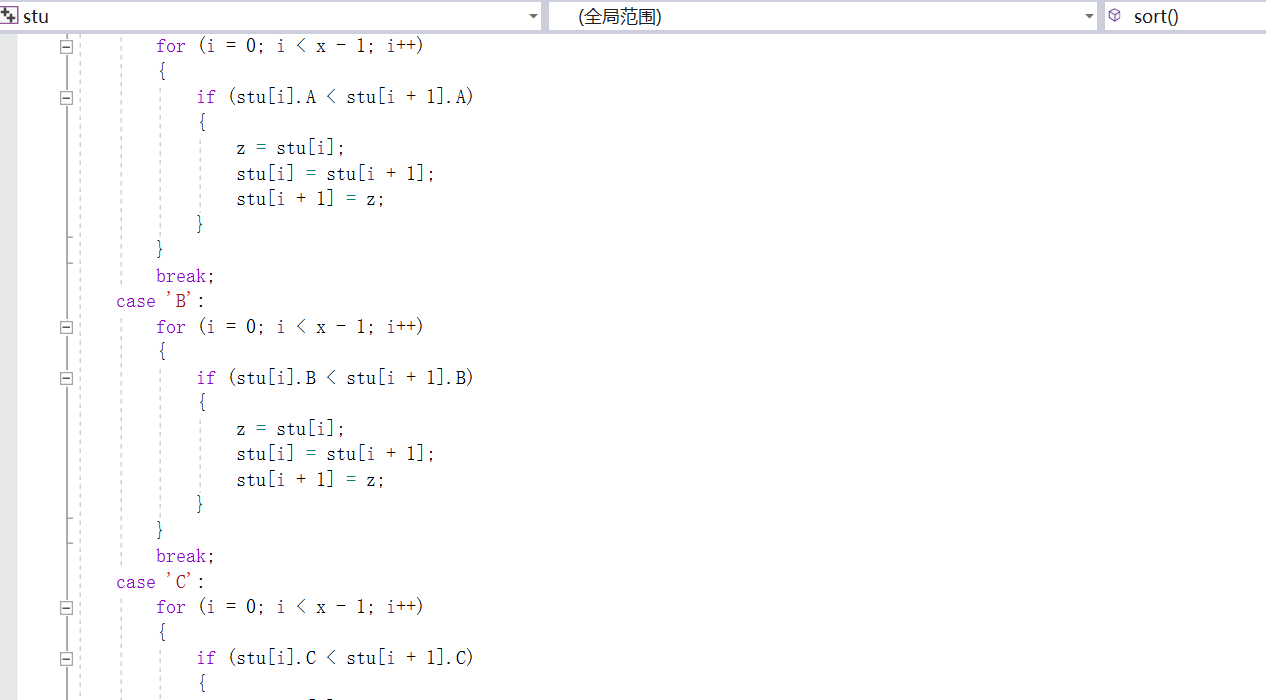 stu (全局范围) sort()
for (i = 0; i < x - 1; i++)
{
if (stu[i].A < stu[i + 1].A)
{
z = stu[i];
stu[i] = stu[i + 1];
stu[i + 1] = z;
}
}
break;
case 'B':
for (i = 0; i < x - 1; i++)
{
if (stu[i].B < stu[i + 1].B)
{
z = stu[i];
stu[i] = stu[i + 1];
stu[i + 1] = z;
}
}
break;
case 'C':
for (i = 0; i < x - 1; i++)
{
if (stu[i].C < stu[i + 1].C)
{